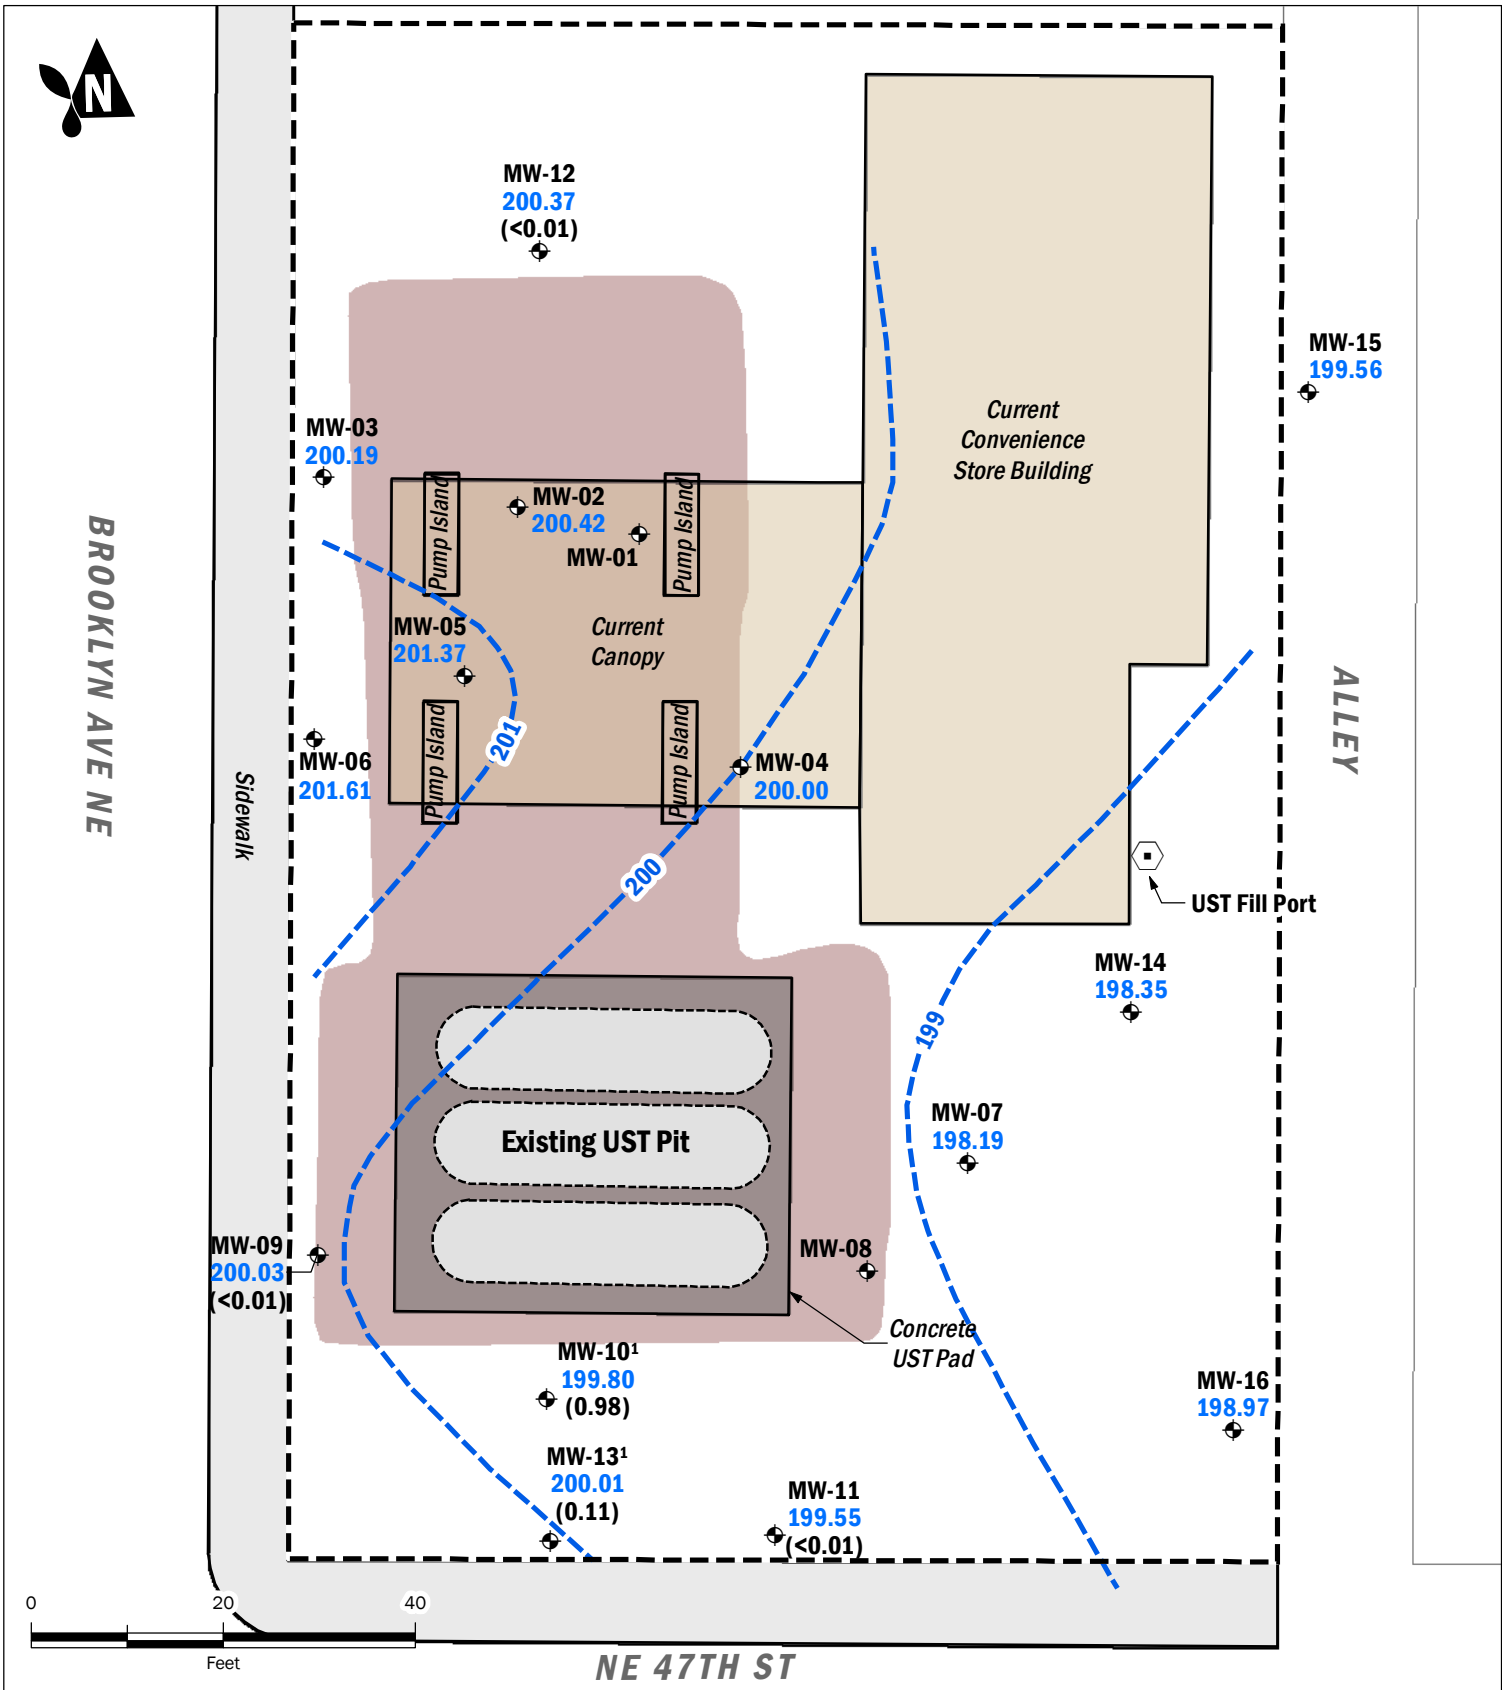 N
MW-12
200.37
(<0.01)
MW-15
199.56
Current
Convenience
Store Building
MW-03
200.19
Pump Island
MW-02
200.42
MW-01
Pump Island
BROOKLYN AVE NE
MW-05
201.37
Current
Canopy
201
Pump Island
Pump Island
MW-06
201.61
MW-04
200.00
ALLEY
Sidewalk
200
UST Fill Port
MW-14
198.35
199
MW-07
198.19
Existing UST Pit
MW-09
200.03
(<0.01)
MW-08
Concrete
UST Pad
MW-10¹
199.80
(0.98)
MW-16
198.97
MW-13¹
200.01
(0.11)
MW-11
199.55
(<0.01)
0 20 40
Feet
NE 47TH ST